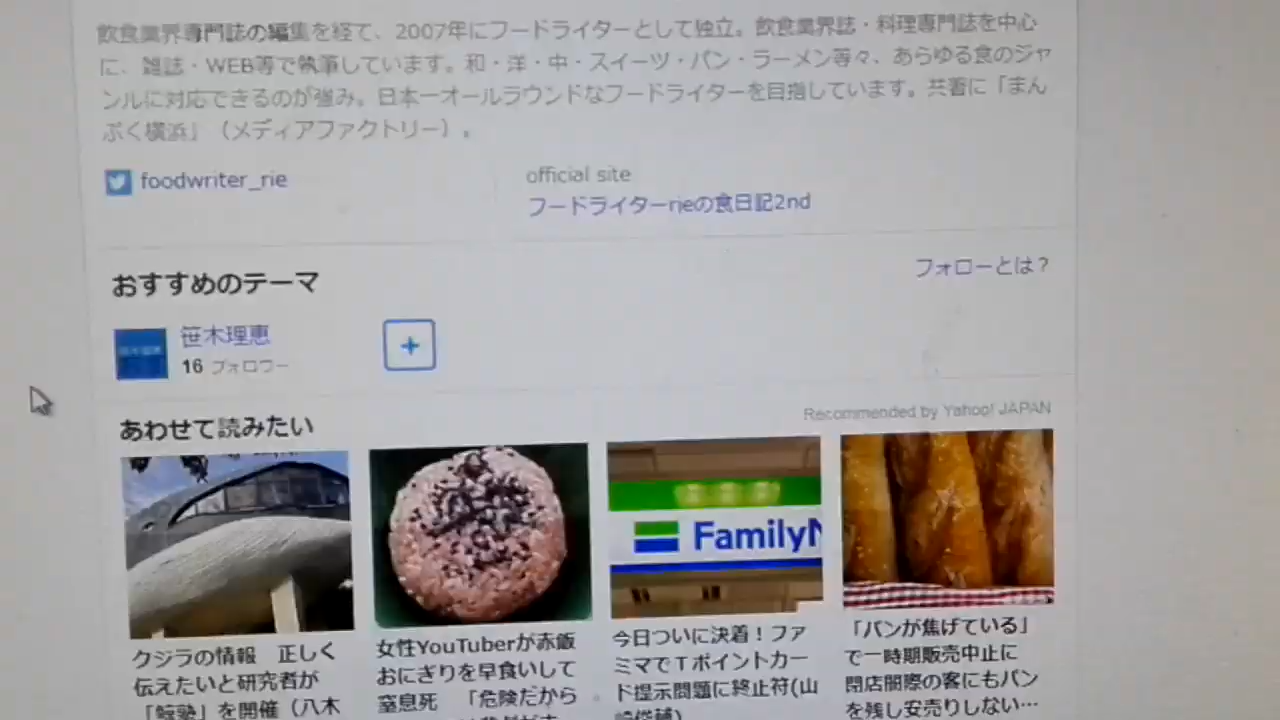 飲食業界専門誌の編集を経て、2007年にフードライターとして独立。飲食業界誌・料理専門誌を中心
に、雑誌・WEB等で執筆しています。和・洋・中・スイーツ・パン・ラーメン等々、あらゆる食のジャ
ンルに対応できるのが強み。日本一オールラウンドなフードライターを目指しています。共著に「まん
ぷく横浜」（メディアファクトリー）。
foodwriter_rie
official site
フードライターrieの食日記2nd
おすすめのテーマ
フォローとは？
笹木理恵
16 フォロワー
+
あわせて読みたい
Recommended by Yahoo! JAPAN
FamilyM
クジラの情報　正しく
伝えたいと研究者が
「鯨塾」を開催（八木
女性YouTuberが赤飯
おにぎりを早食いして
窒息死　「危険だから
今日ついに決着！ファ
ミマでTポイントカー
ド提示問題に終止符(山
「パンが焦げている」
で一時期販売中止に
閉店間際の客にもパン
を残し安売りしない…